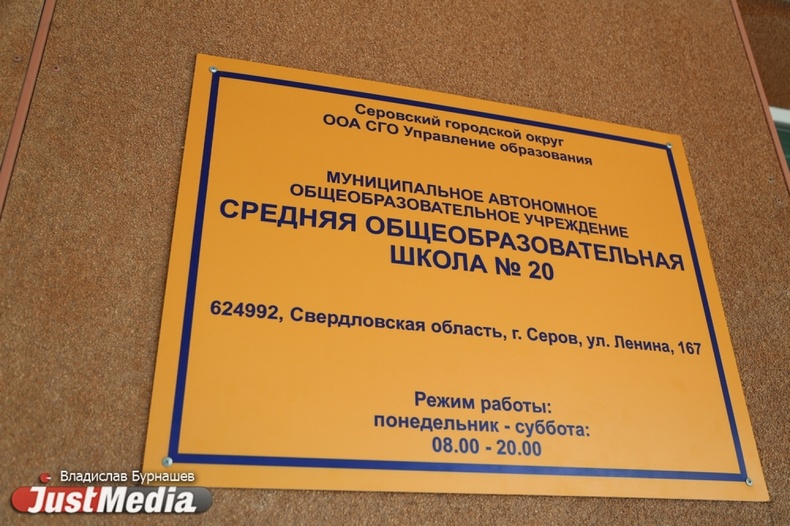 Серовский городской округ
ООА СГО Управление образования
МУНИЦИПАЛЬНОЕ АВТОНОМНОЕ
ОБЩЕОБРАЗОВАТЕЛЬНОЕ УЧРЕЖДЕНИЕ
СРЕДНЯЯ ОБЩЕОБРАЗОВАТЕЛЬНАЯ
ШКОЛА № 20
624992, Свердловская область, г. Серов, ул. Ленина, 167
Режим работы:
понедельник - суббота:
08.00 - 20.00
Владислав Бурнашев
JustMedia